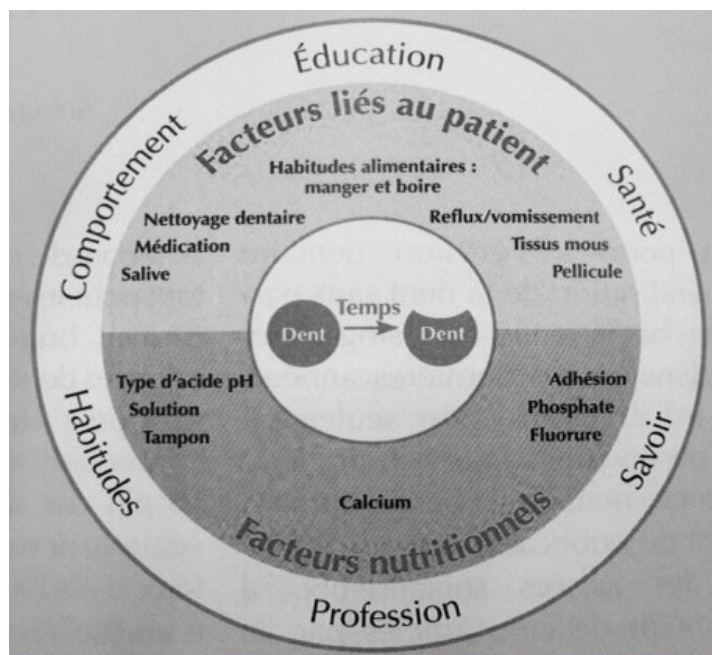 Éducation
Comportement
Santé
Facteurs liés au patient
Habitudes alimentaires :
manger et boire
Nettoyage dentaire
Médication
Salive
Reflux/vomissement
Tissus mous
Pellicule
Temps
Dent
Dent
Type d'acide pH
Solution
Tampon
Adhésion
Phosphate
Fluorure
Calcium
Facteurs nutritionnels
Habitudes
Savoir
Profession